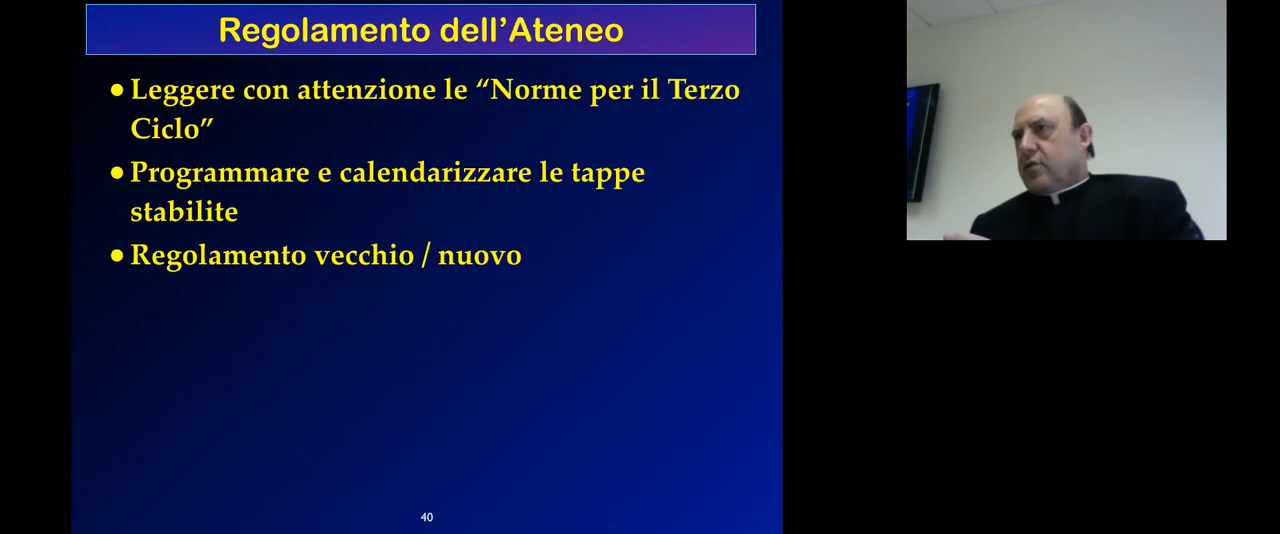 Regolamento dell’Ateneo
●Leggere con attenzione le “Norme per il Terzo
Ciclo”
●Programmare e calendarizzare le tappe
stabilite
●Regolamento vecchio / nuovo
40